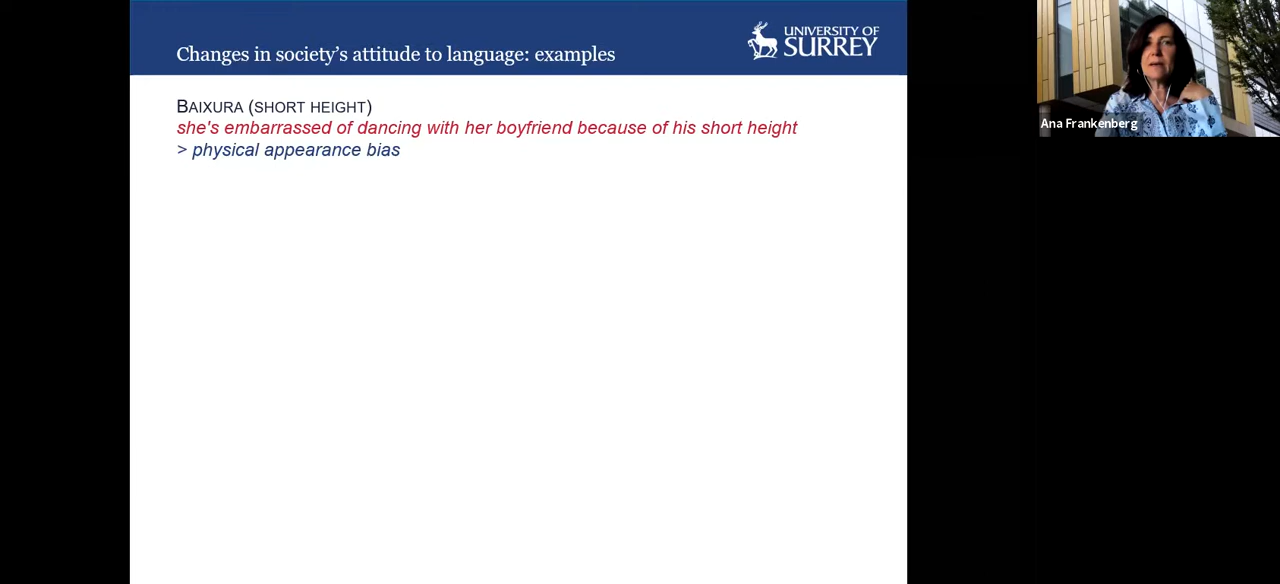 Changes in society's attitude to language: examples
UNIVERSITY OF
SURREY
BAIXURA (SHORT HEIGHT)
she's embarrassed of dancing with her boyfriend because of his short height
> physical appearance bias
Ana Frankenberg